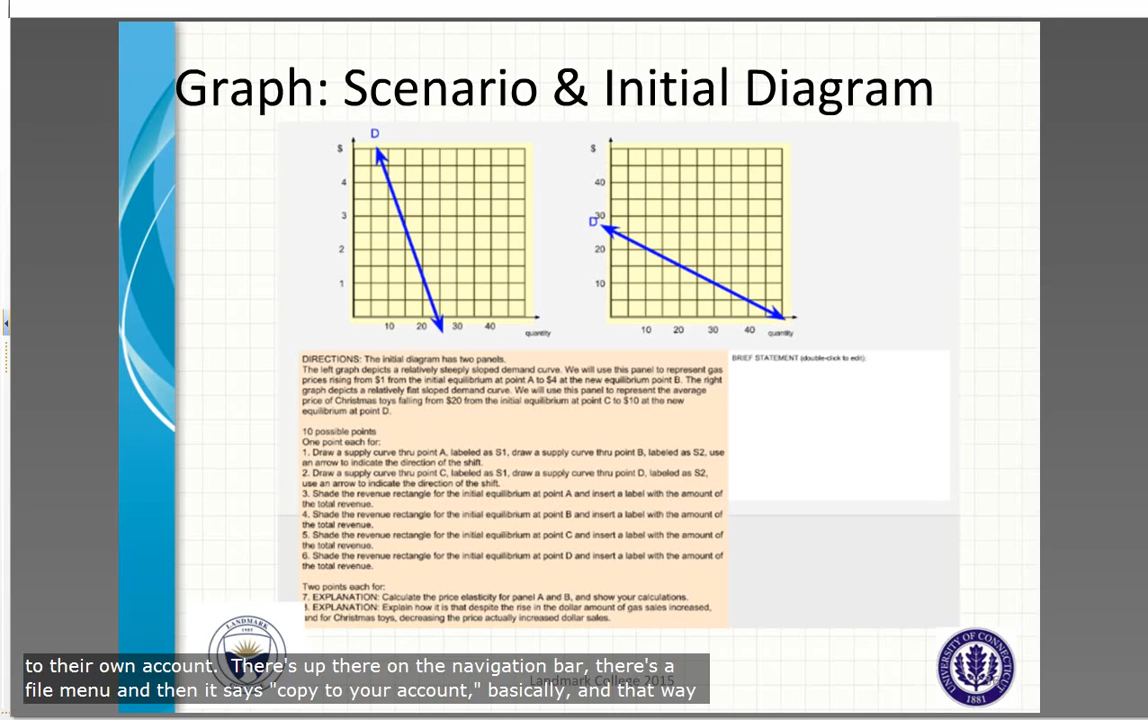 Graph: Scenario & Initial Diagram
D
$
4
3
2
1
10 20 30 40
quantity
$
40
30
D
20
10
10 20 30 40
quantity
DIRECTIONS: The initial diagram has two panels.
The left graph depicts a relatively steeply sloped demand curve. We will use this panel to represent gas
prices rising from $1 from the initial equilibrium at point A to $4 at the new equilibrium point B. The right
graph depicts a relatively flat sloped demand curve. We will use this panel to represent the average
price of Christmas toys falling from $20 from the initial equilibrium at point C to $10 at the new
equilibrium at point D.
10 possible points
One point each for:
1. Draw a supply curve thru point A, labeled as S1, draw a supply curve thru point B, labeled as S2, use
an arrow to indicate the direction of the shift.
2. Draw a supply curve thru point C, labeled as S1, draw a supply curve thru point D, labeled as S2,
use an arrow to indicate the direction of the shift.
3. Shade the revenue rectangle for the initial equilibrium at point A and insert a label with the amount of
the total revenue.
4. Shade the revenue rectangle for the initial equilibrium at point B and insert a label with the amount of
the total revenue.
5. Shade the revenue rectangle for the initial equilibrium at point C and insert a label with the amount of
the total revenue.
6. Shade the revenue rectangle for the initial equilibrium at point D and insert a label with the amount of
the total revenue.
Two points each for:
7. EXPLANATION: Calculate the price elasticity for panel A and B, and show your calculations.
EXPLANATION: Explain how it is that despite the rise in the dollar amount of gas sales increased,
and for Christmas toys, decreasing the price actually increased dollar sales.
BRIEF STATEMENT (double-click to edit):
LANDMARK
1985
UNIVERSITY OF CONNECTICUT
1881
Landmark College 2015
to their own account. There's up there on the navigation bar, there's a
file menu and then it says "copy to your account," basically, and that way